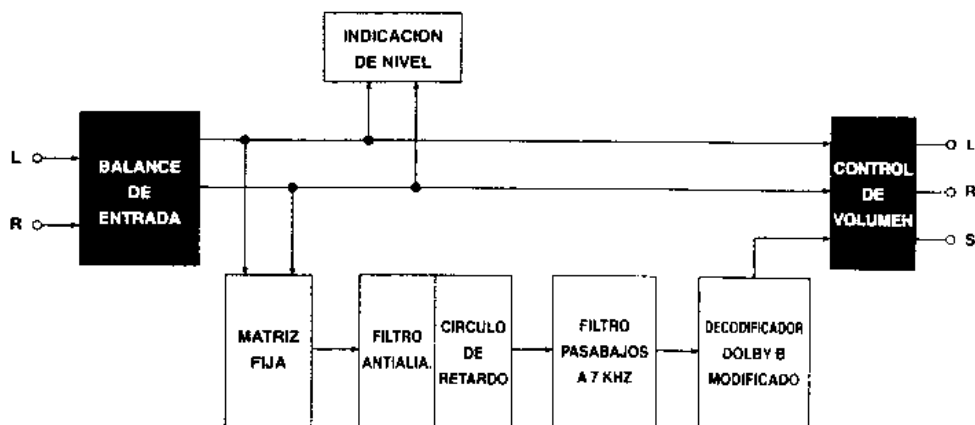 INDICACION
DE NIVEL
L
R
BALANCE
DE
ENTRADA
CONTROL
DE
VOLUMEN
L
R
S
MATRIZ
FIJA
FILTRO
ANTIALIA.
CIRCULO
DE
RETARDO
FILTRO
PASABAJOS
A 7 KHZ
DECODIFICADOR
DOLBY B
MODIFICADO